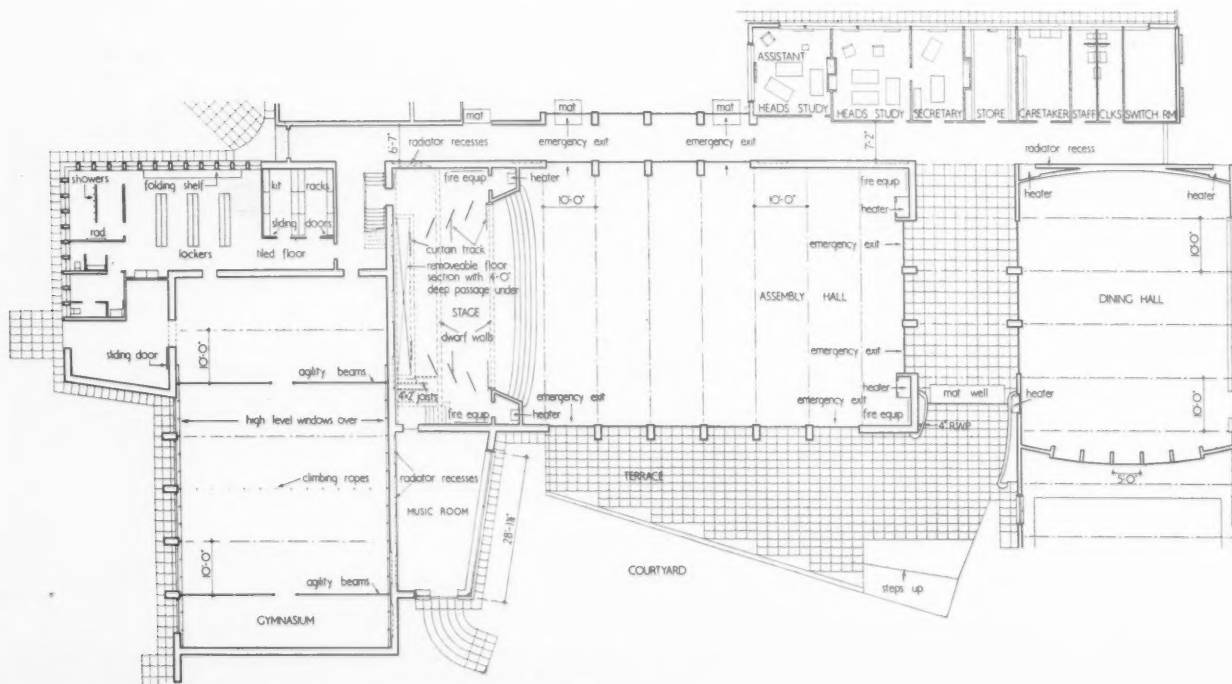 ASSISTANT
HEADS STUDY
HEADS STUDY
SECRETARY
STORE
CARETAKER
STAFF
CLKS
SWITCH RM
mat
mat
mat
6'-7"
radiator recesses
emergency exit
emergency exit
7'-2"
radiator recess
showers
folding shelf
kit racks
sliding doors
rad
lockers
tiled floor
fire equip
heater
10'-0"
10'-0"
fire equip
heater
heater
heater
emergency exit
10'-0"
curtain track
removeable floor
section with 4'-0"
deep passage under
STAGE
dwarf walls
ASSEMBLY HALL
DINING HALL
sliding door
10'-0"
agility beams
emergency exit
4"x2" joists
heater
mat well
heater
10'-0"
high level windows over
fire equip
heater
emergency exit
emergency exit
fire equip
4" RWP
climbing ropes
radiator recesses
TERRACE
5'-0"
MUSIC ROOM
28'-1⅛"
10'-0"
COURTYARD
agility beams
steps up
GYMNASIUM